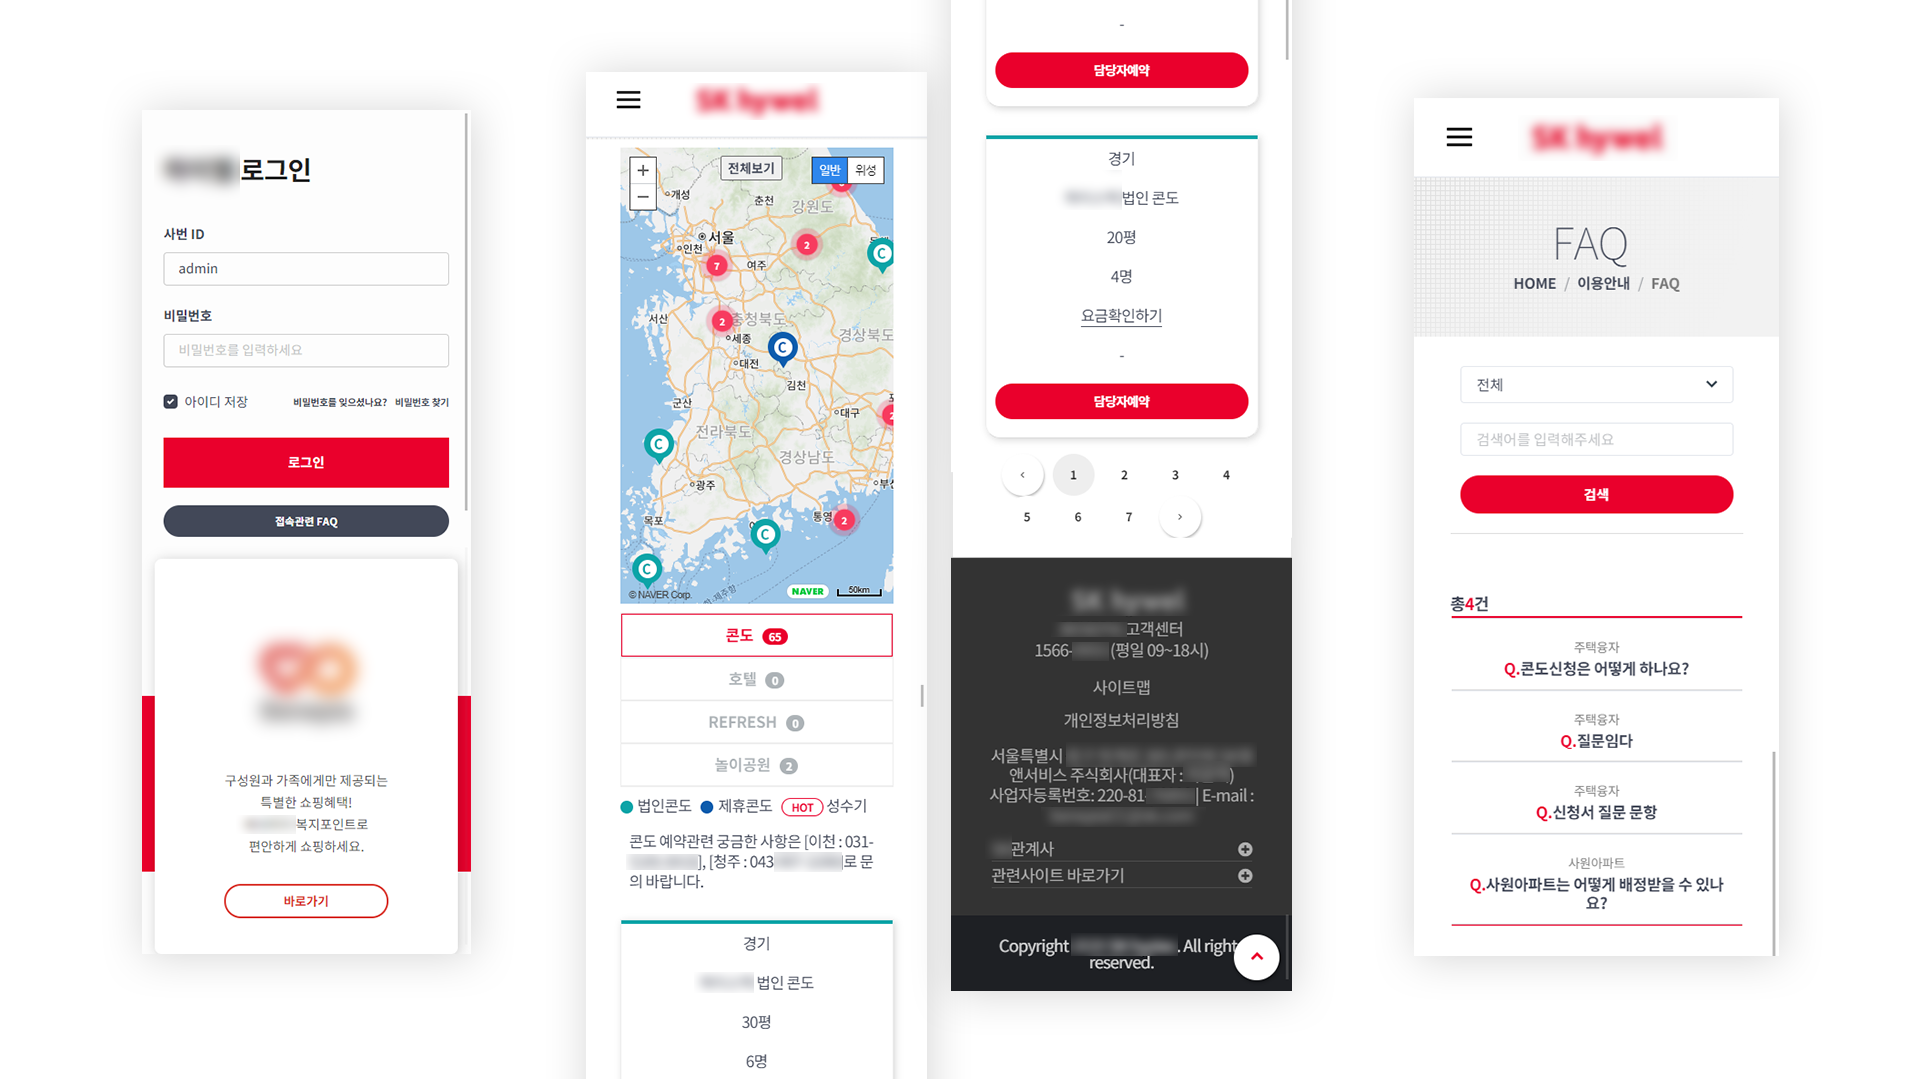 로그인
사번 ID
admin
비밀번호
비밀번호를 입력하세요
아이디 저장
비밀번호를 잊으셨나요? 비밀번호 찾기
로그인
접속관련 FAQ
구성원과 가족에게만 제공되는
특별한 쇼핑혜택!
복지포인트로
편안하게 쇼핑하세요.
바로가기
+
−
전체보기
일반 위성
개성
춘천
강원도
서울
인천
2
C
7
여주
서산
2
충청북도
세종
C
경상북도
대전
김천
군산
대구
전라북도
C
경상남도
광주
목포
통영
2
C
C
© NAVER Corp.
NAVER
50km
콘도 65
호텔 0
REFRESH 0
놀이공원 2
법인콘도 제휴콘도 HOT 성수기
콘도 예약관련 궁금한 사항은 [이천 : 031-
], [청주 : 043 로 문
의 바랍니다.
경기
법인 콘도
30평
6명
-
담당자예약
경기
법인 콘도
20평
4명
요금확인하기
-
담당자예약
‹ 1 2 3 4
5 6 7 ›
고객센터
1566- (평일 09~18시)
사이트맵
개인정보처리방침
서울특별시
앤서비스 주식회사(대표자 : )
사업자등록번호: 220-81- | E-mail :
관계사
관련사이트 바로가기
Copyright . All right
reserved.
FAQ
HOME / 이용안내 / FAQ
전체
검색어를 입력해주세요
검색
총4건
주택융자
Q.콘도신청은 어떻게 하나요?
주택융자
Q.질문임다
주택융자
Q.신청서 질문 문항
사원아파트
Q.사원아파트는 어떻게 배정받을 수 있나
요?